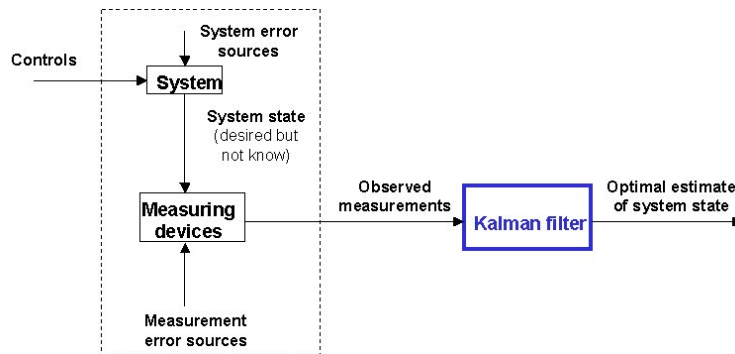 System error
sources
Controls
System
System state
(desired but
not know)
Measuring
devices
Observed
measurements
Kalman filter
Optimal estimate
of system state
Measurement
error sources